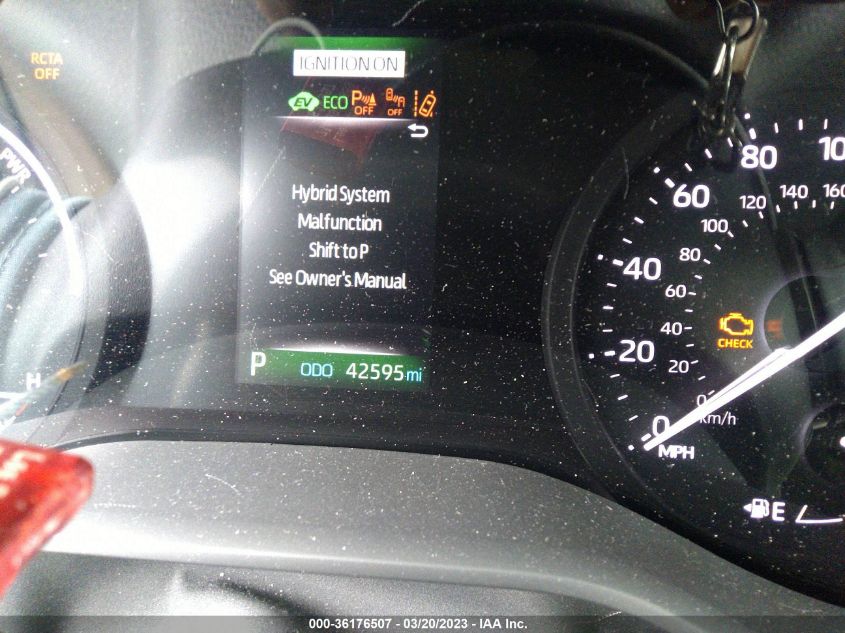 RCTA
OFF
IGNITION ON
EV ECO P OFF A OFF
Hybrid System
Malfunction
Shift to P
See Owner's Manual
P ODO 42595 mi
PWR
H
0 20 40 60 80
0 20 40 60 80 100 120 140 160
km/h
MPH
CHECK
E
000-36176507 - 03/20/2023 - IAA Inc.